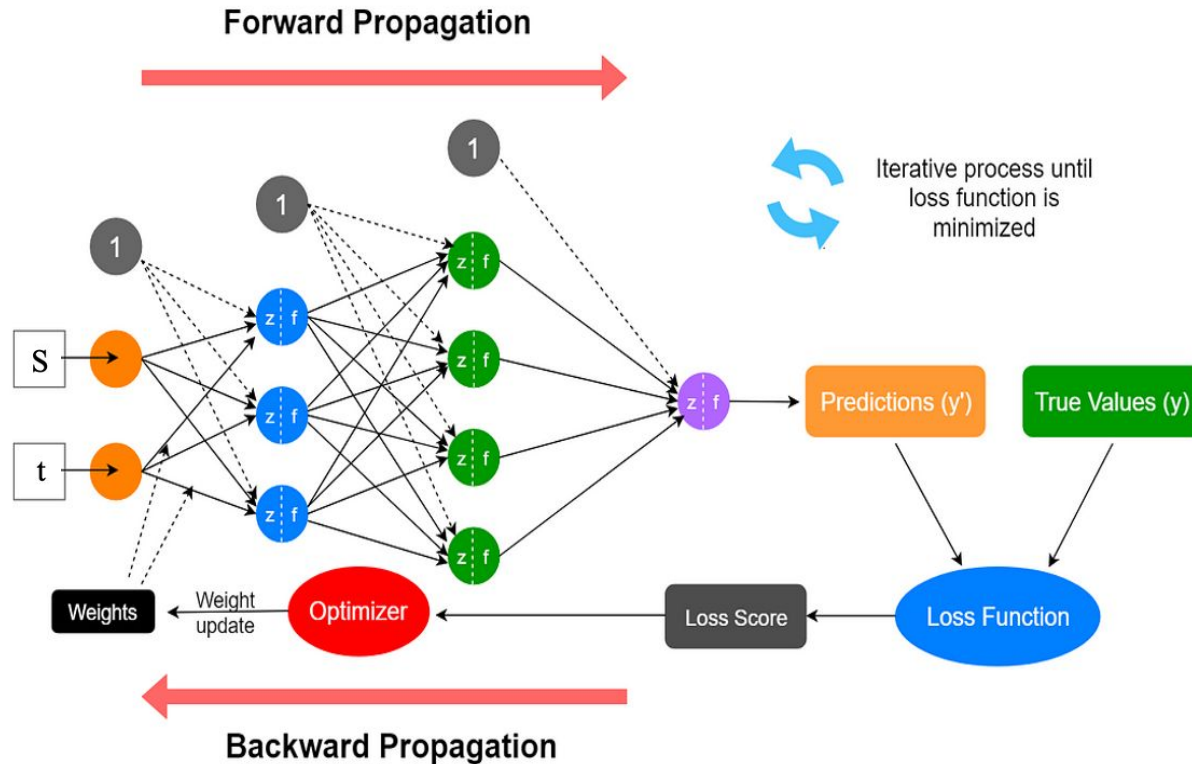 Forward Propagation
1
1
1
Iterative process until
loss function is
minimized
z f
z f
z f
z f
z f
z f
z f
z f
S
t
Predictions (y')
True Values (y)
Weights
Weight
update
Optimizer
Loss Score
Loss Function
Backward Propagation